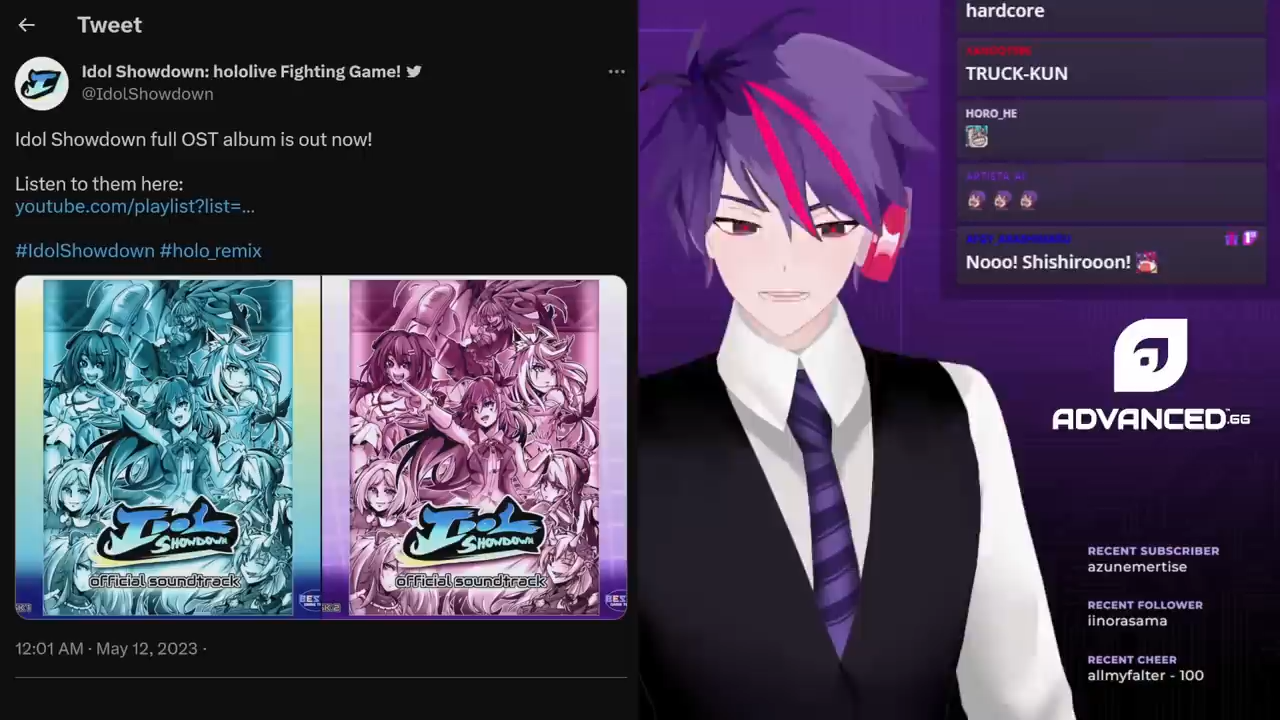 Tweet
Idol Showdown: hololive Fighting Game!
@IdolShowdown
Idol Showdown full OST album is out now!
Listen to them here:
youtube.com/playlist?list=...
#IdolShowdown #holo_remix
IDOL
SHOWDOWN
official soundtrack
IDOL
SHOWDOWN
official soundtrack
12:01 AM · May 12, 2023 ·
hardcore
TRUCK-KUN
HORO_HE
Nooo! Shishirooon!
ADVANCED.GG
RECENT SUBSCRIBER
azunemertise
RECENT FOLLOWER
iinorasama
RECENT CHEER
allmyfalter - 100